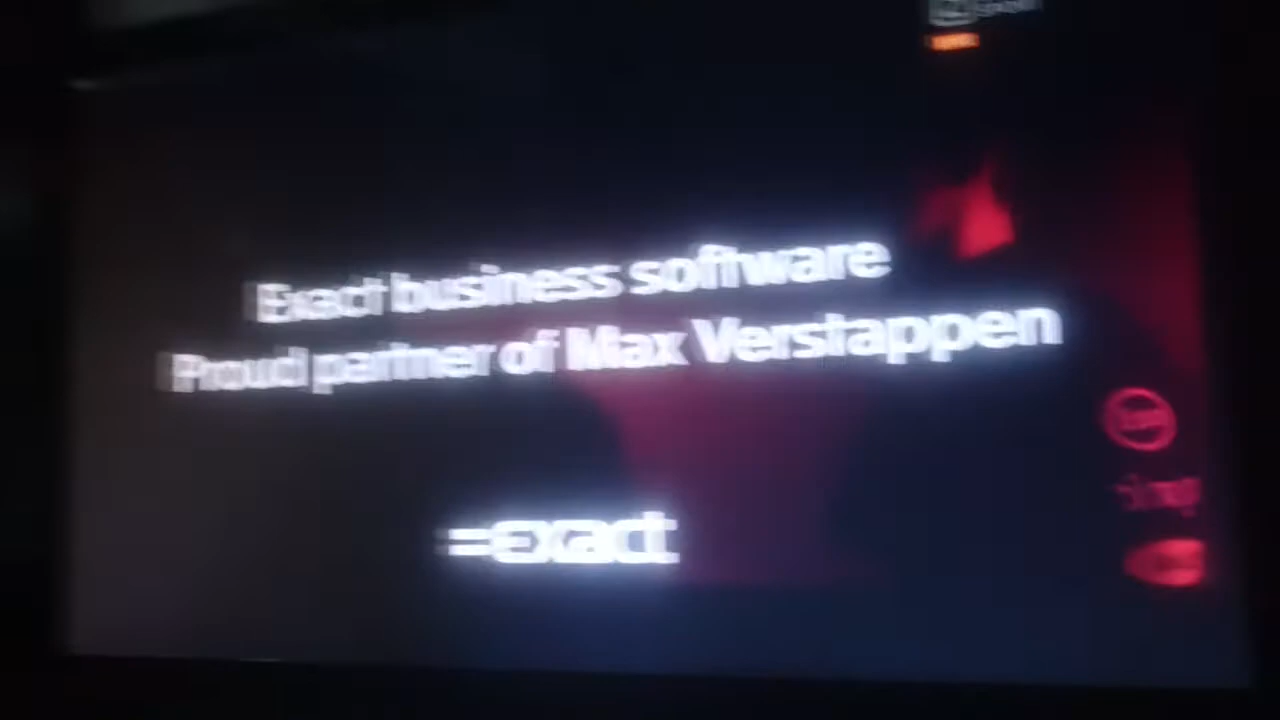 Exact business software
Proud partner of Max Verstappen
=exact